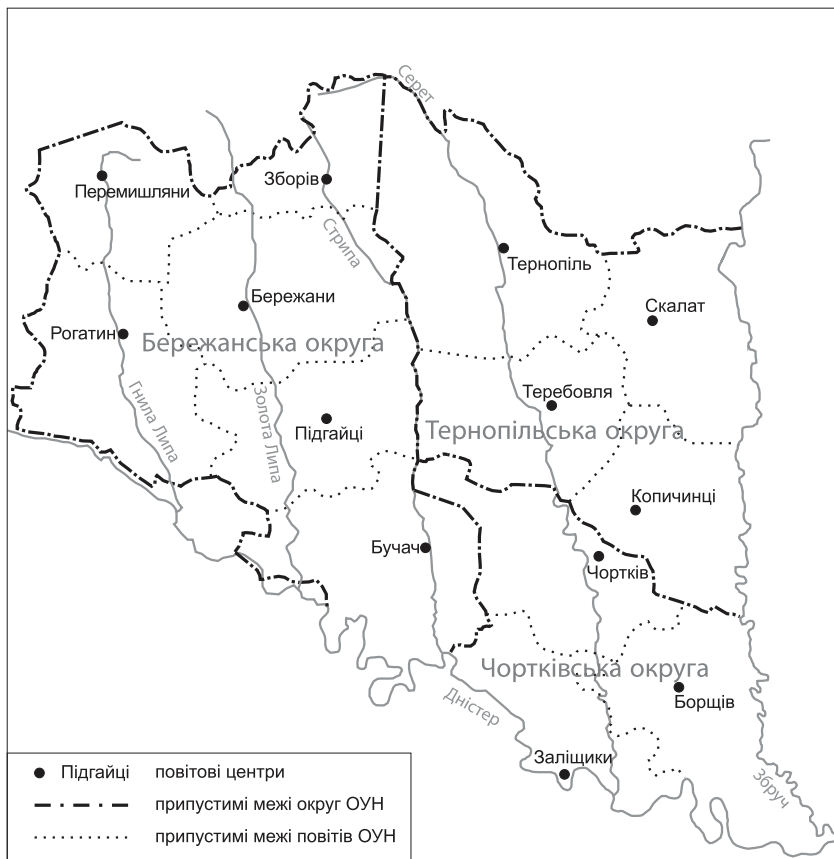 Серет
Перемишляни
Зборів
Стрипа
Тернопіль
Бережани
Скалат
Рогатин
Бережанська округа
Гнила Липа
Золота Липа
Теребовля
Підгайці
Тернопільська округа
Копичинці
Бучач
Чортків
Чортківська округа
Борщів
Дністер
Заліщики
Збруч
Підгайці повітові центри
припустимі межі округ ОУН
припустимі межі повітів ОУН